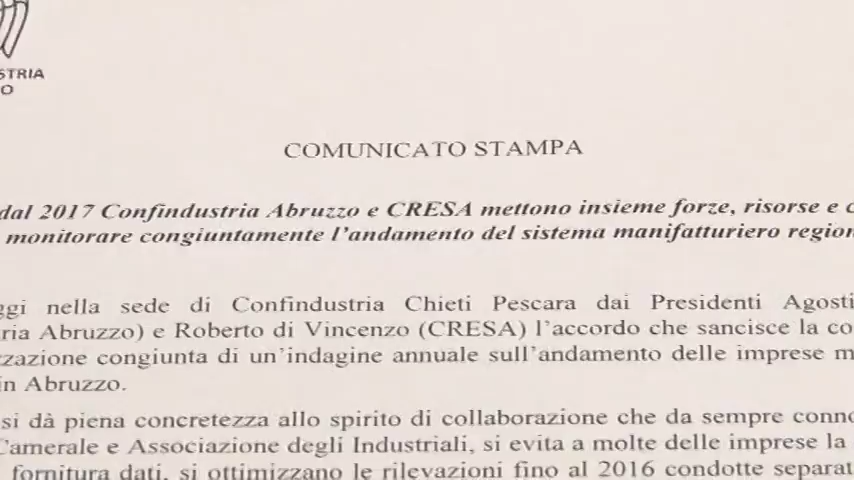 STRIA
O
COMUNICATO STAMPA
dal 2017 Confindustria Abruzzo e CRESA mettono insieme forze, risorse e c
monitorare congiuntamente l'andamento del sistema manifatturiero region
ggi nella sede di Confindustria Chieti Pescara dai Presidenti Agosti
ria Abruzzo) e Roberto di Vincenzo (CRESA) l'accordo che sancisce la co
zzazione congiunta di un'indagine annuale sull'andamento delle imprese m
in Abruzzo.
si dà piena concretezza allo spirito di collaborazione che da sempre conno
Camerale e Associazione degli Industriali, si evita a molte delle imprese la
fornitura dati, si ottimizzano le rilevazioni fino al 2016 condotte separat